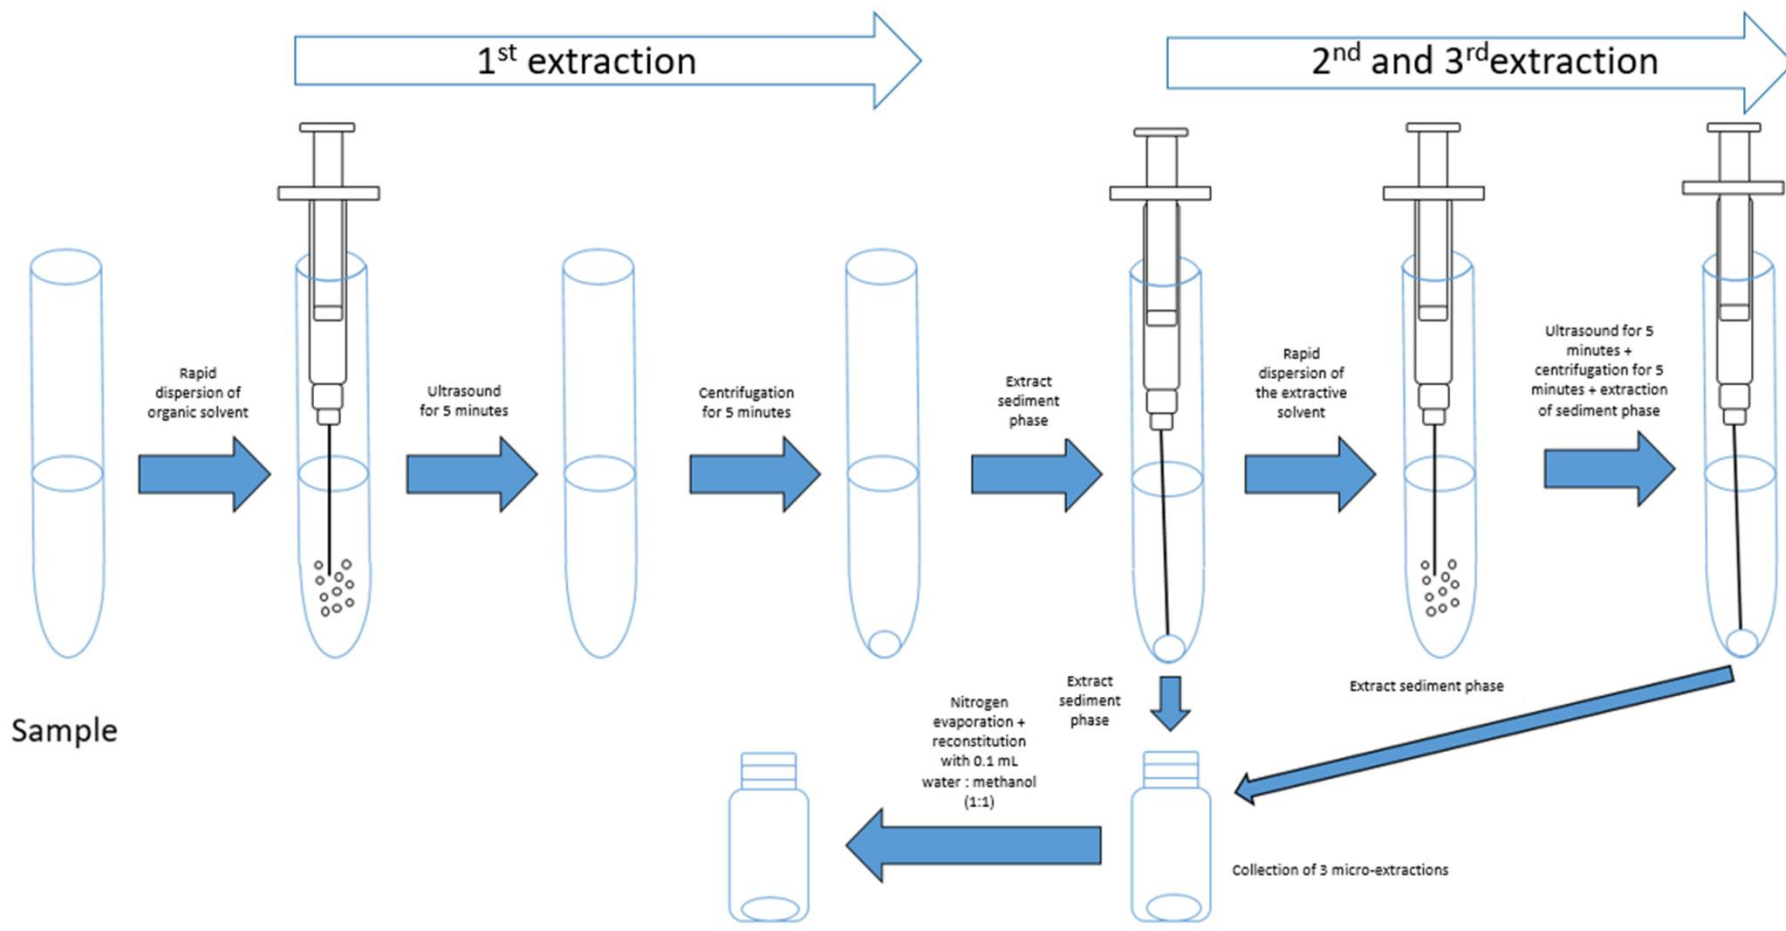 1st extraction
2nd and 3rdextraction
Rapid
dispersion of
organic solvent
Ultrasound
for 5 minutes
Centrifugation
for 5 minutes
Extract
sediment
phase
Rapid
dispersion of
the extractive
solvent
Ultrasound for 5
minutes +
centrifugation for 5
minutes + extraction
of sediment phase
Sample
Nitrogen
evaporation +
reconstitution
with 0.1 mL
water : methanol
(1:1)
Extract
sediment
phase
Extract sediment phase
Collection of 3 micro-extractions